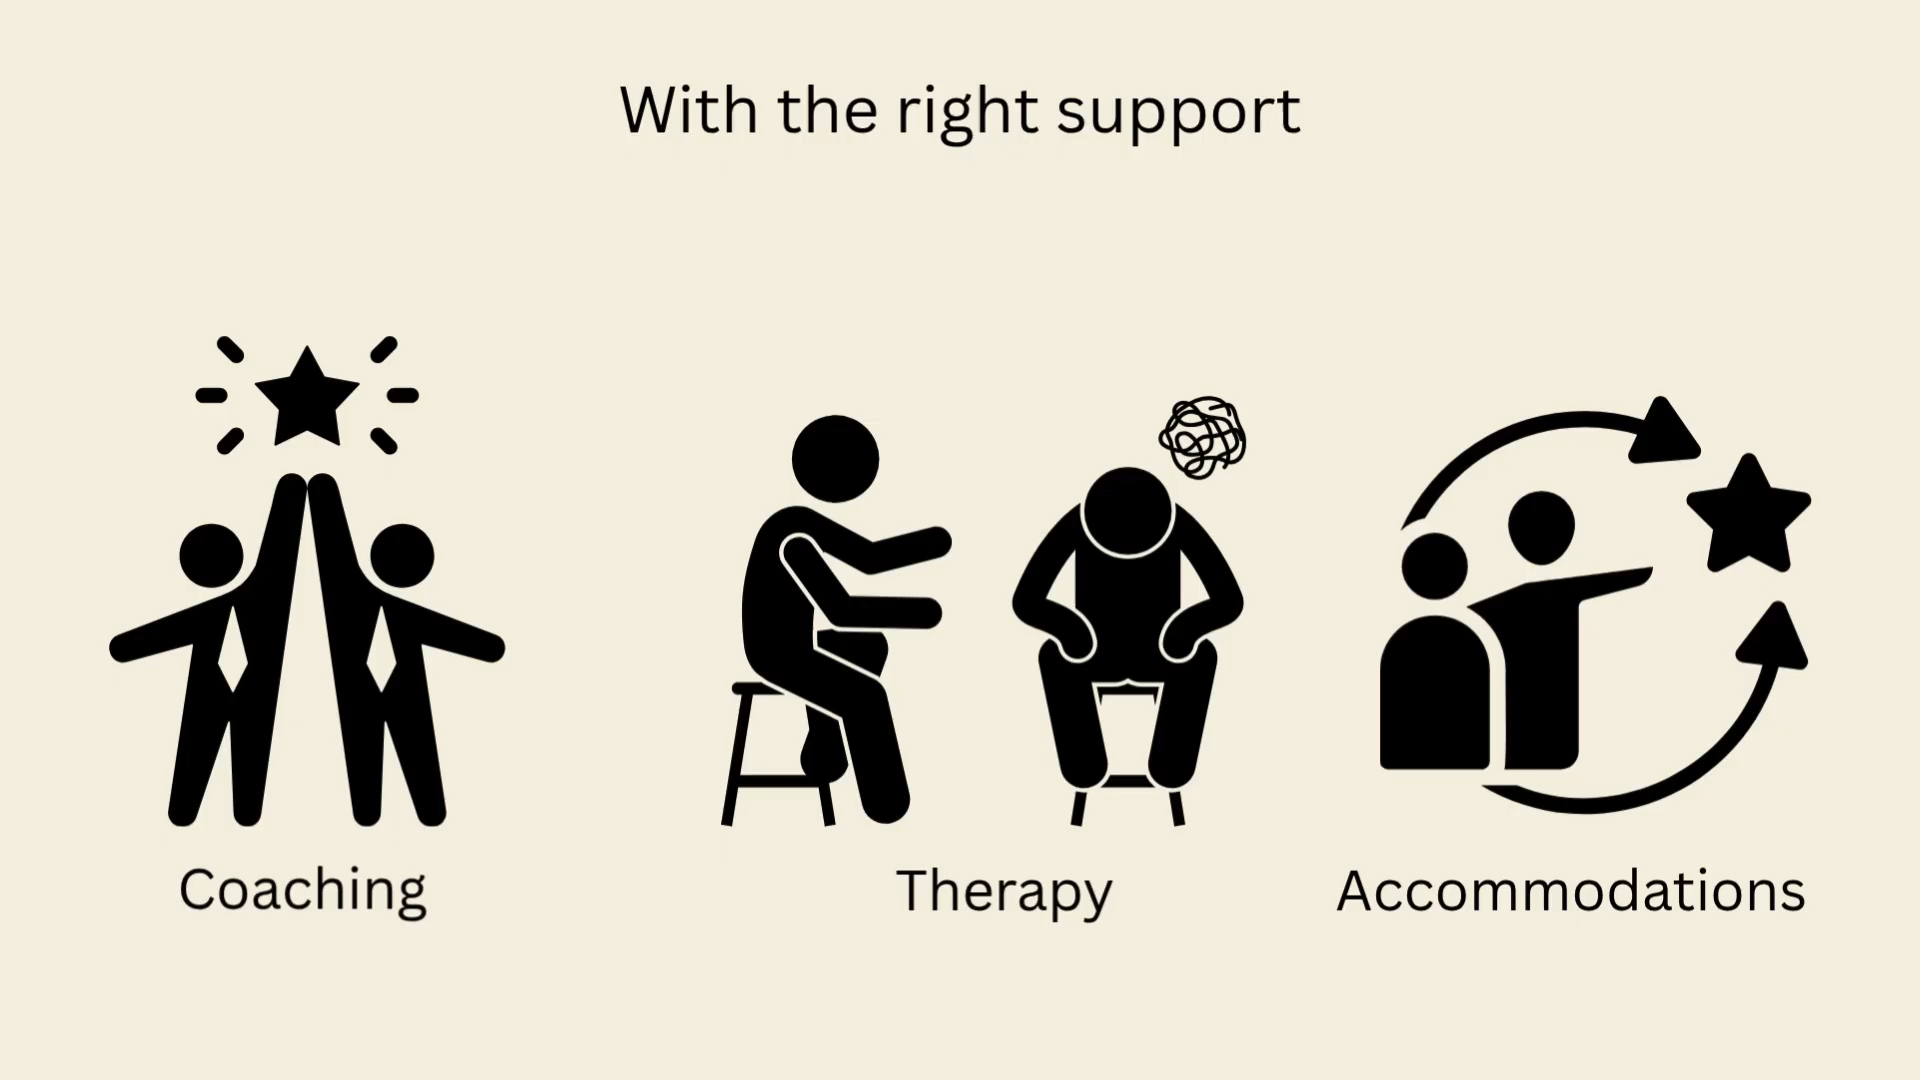 With the right support
Coaching
Therapy
Accommodations